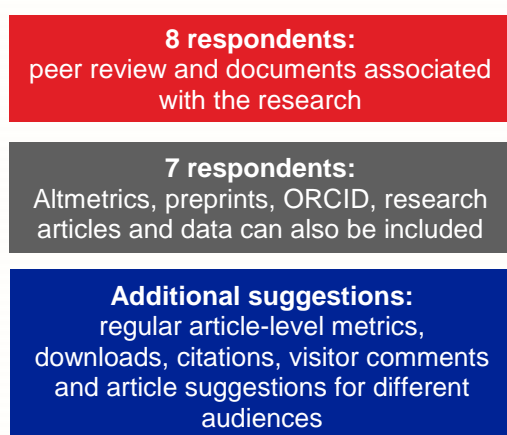 8 respondents:
peer review and documents associated
with the research
7 respondents:
Altmetrics, preprints, ORCID, research
articles and data can also be included
Additional suggestions:
regular article-level metrics,
downloads, citations, visitor comments
and article suggestions for different
audiences